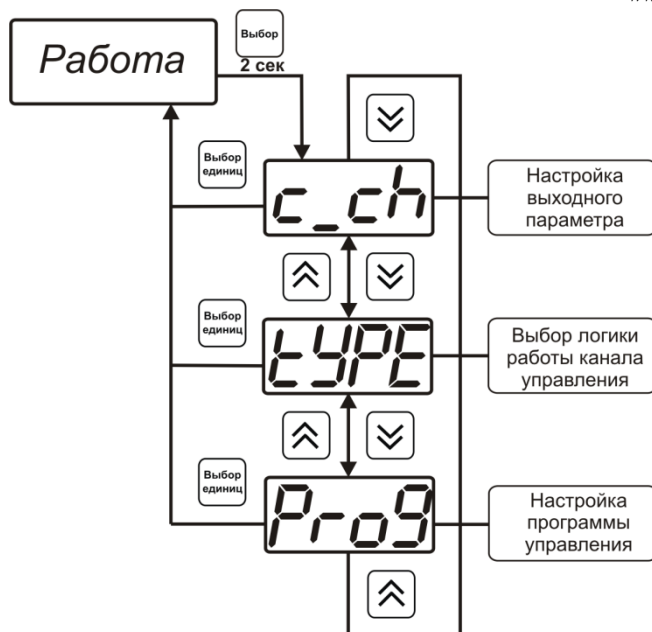 Работа
Выбор
2 сек
Выбор
единиц
c_ch
Настройка
выходного
параметра
Выбор
единиц
tYPE
Выбор логики
работы канала
управления
Выбор
единиц
Prog
Настройка
программы
управления